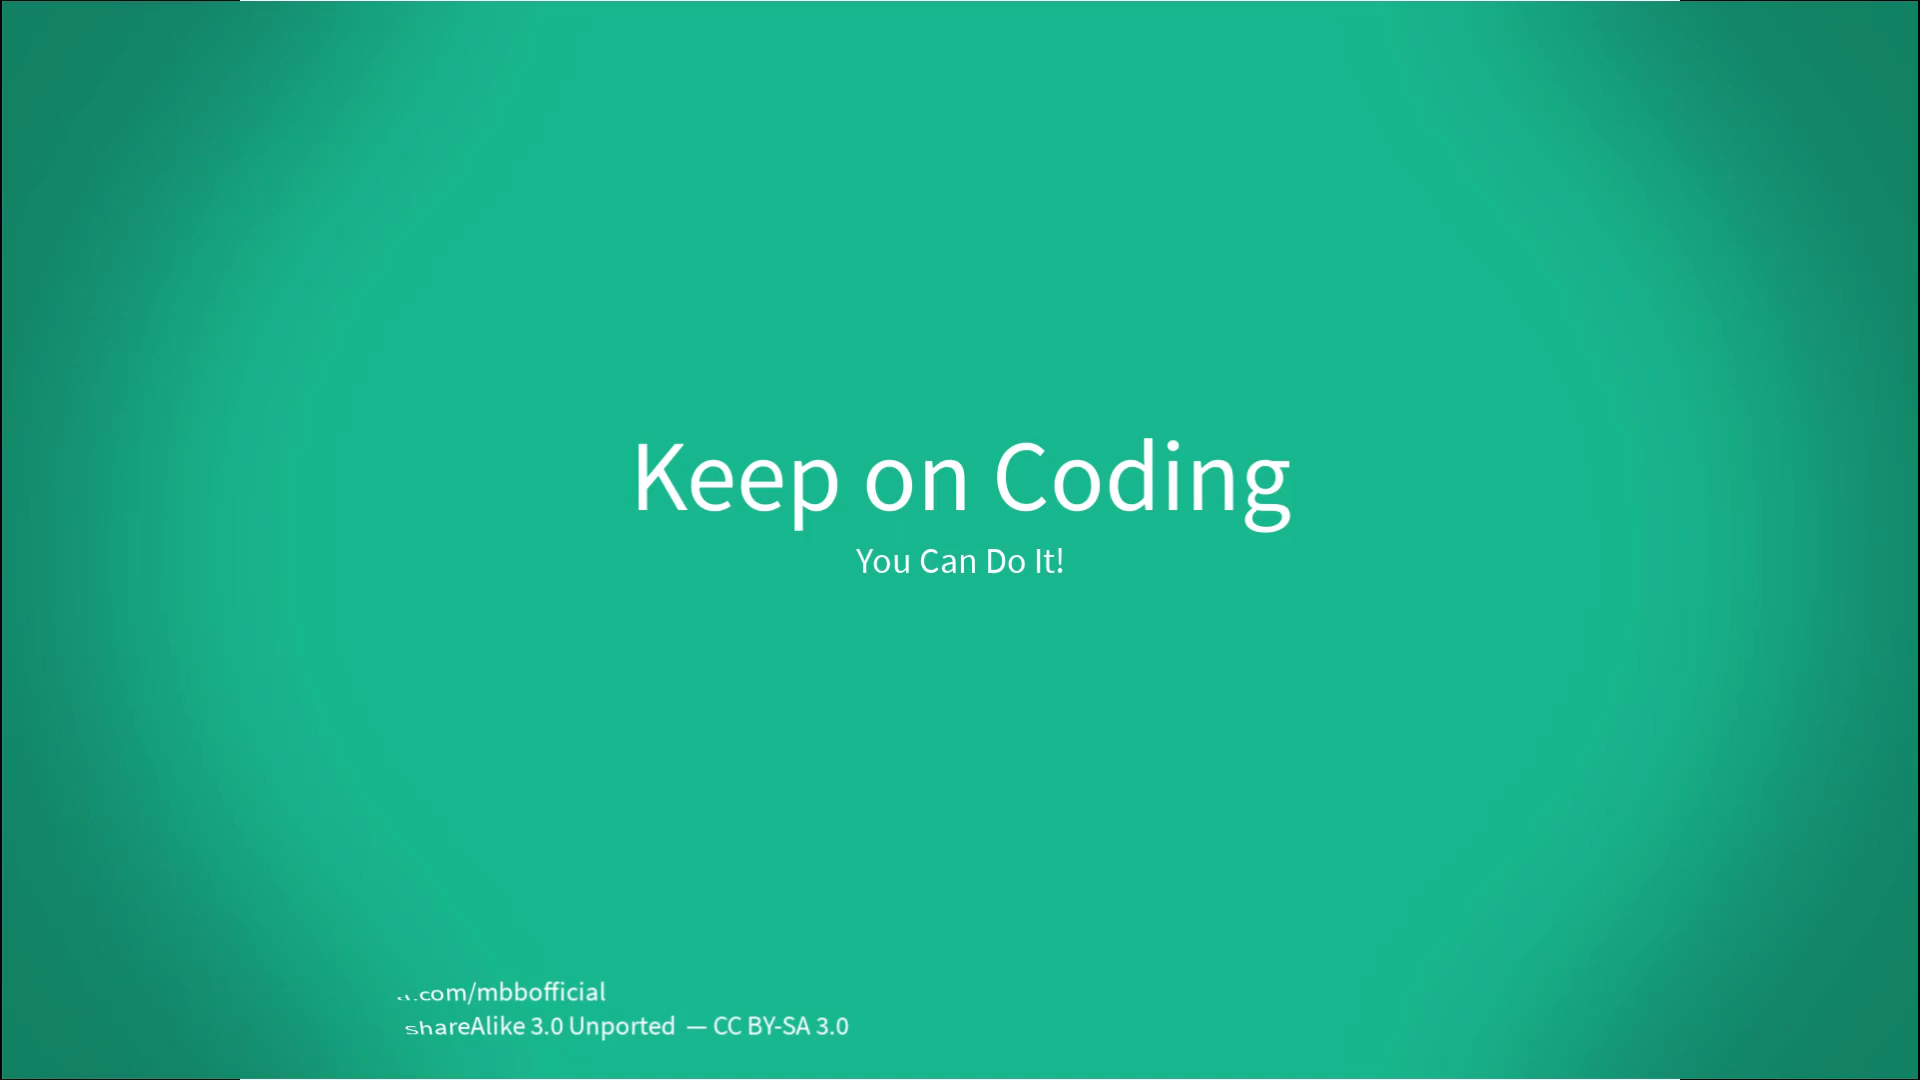 Keep on Coding
You Can Do It!
.com/mbbofficial
shareAlike 3.0 Unported — CC BY-SA 3.0